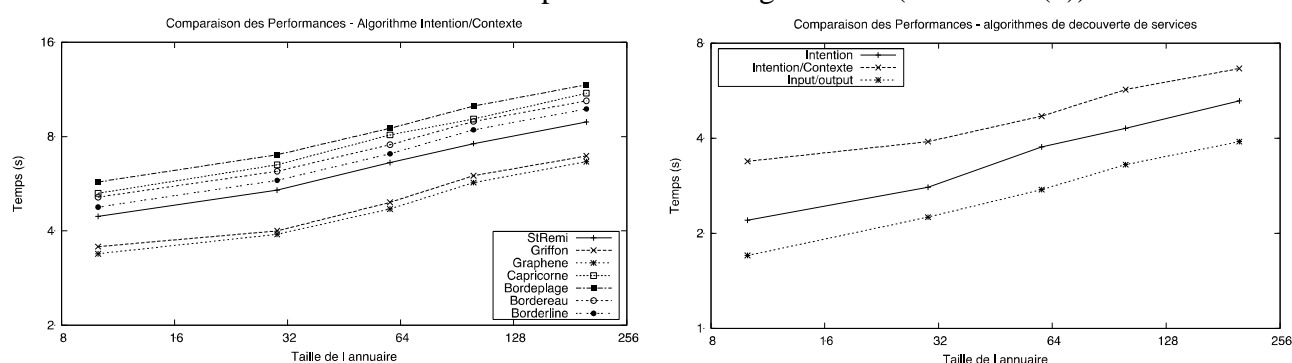 Comparaison des Performances - Algorithme Intention/Contexte
16
8
4
2
Temps (s)
StRemi
Griffon
Graphene
Capricorne
Bordeplage
Bordereau
Borderline
8 16 32 64 128 256
Taille de l annuaire
Comparaison des Performances - algorithmes de decouverte de services
8
4
2
1
Temps (s)
Intention
Intention/Contexte
Input/output
8 16 32 64 128 256
Taille de l annuaire